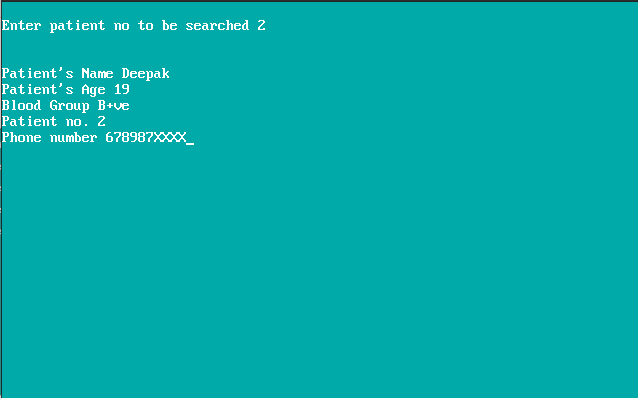 Enter patient no to be searched 2
Patient's Name Deepak
Patient's Age 19
Blood Group B+ve
Patient no. 2
Phone number 678987XXXX_